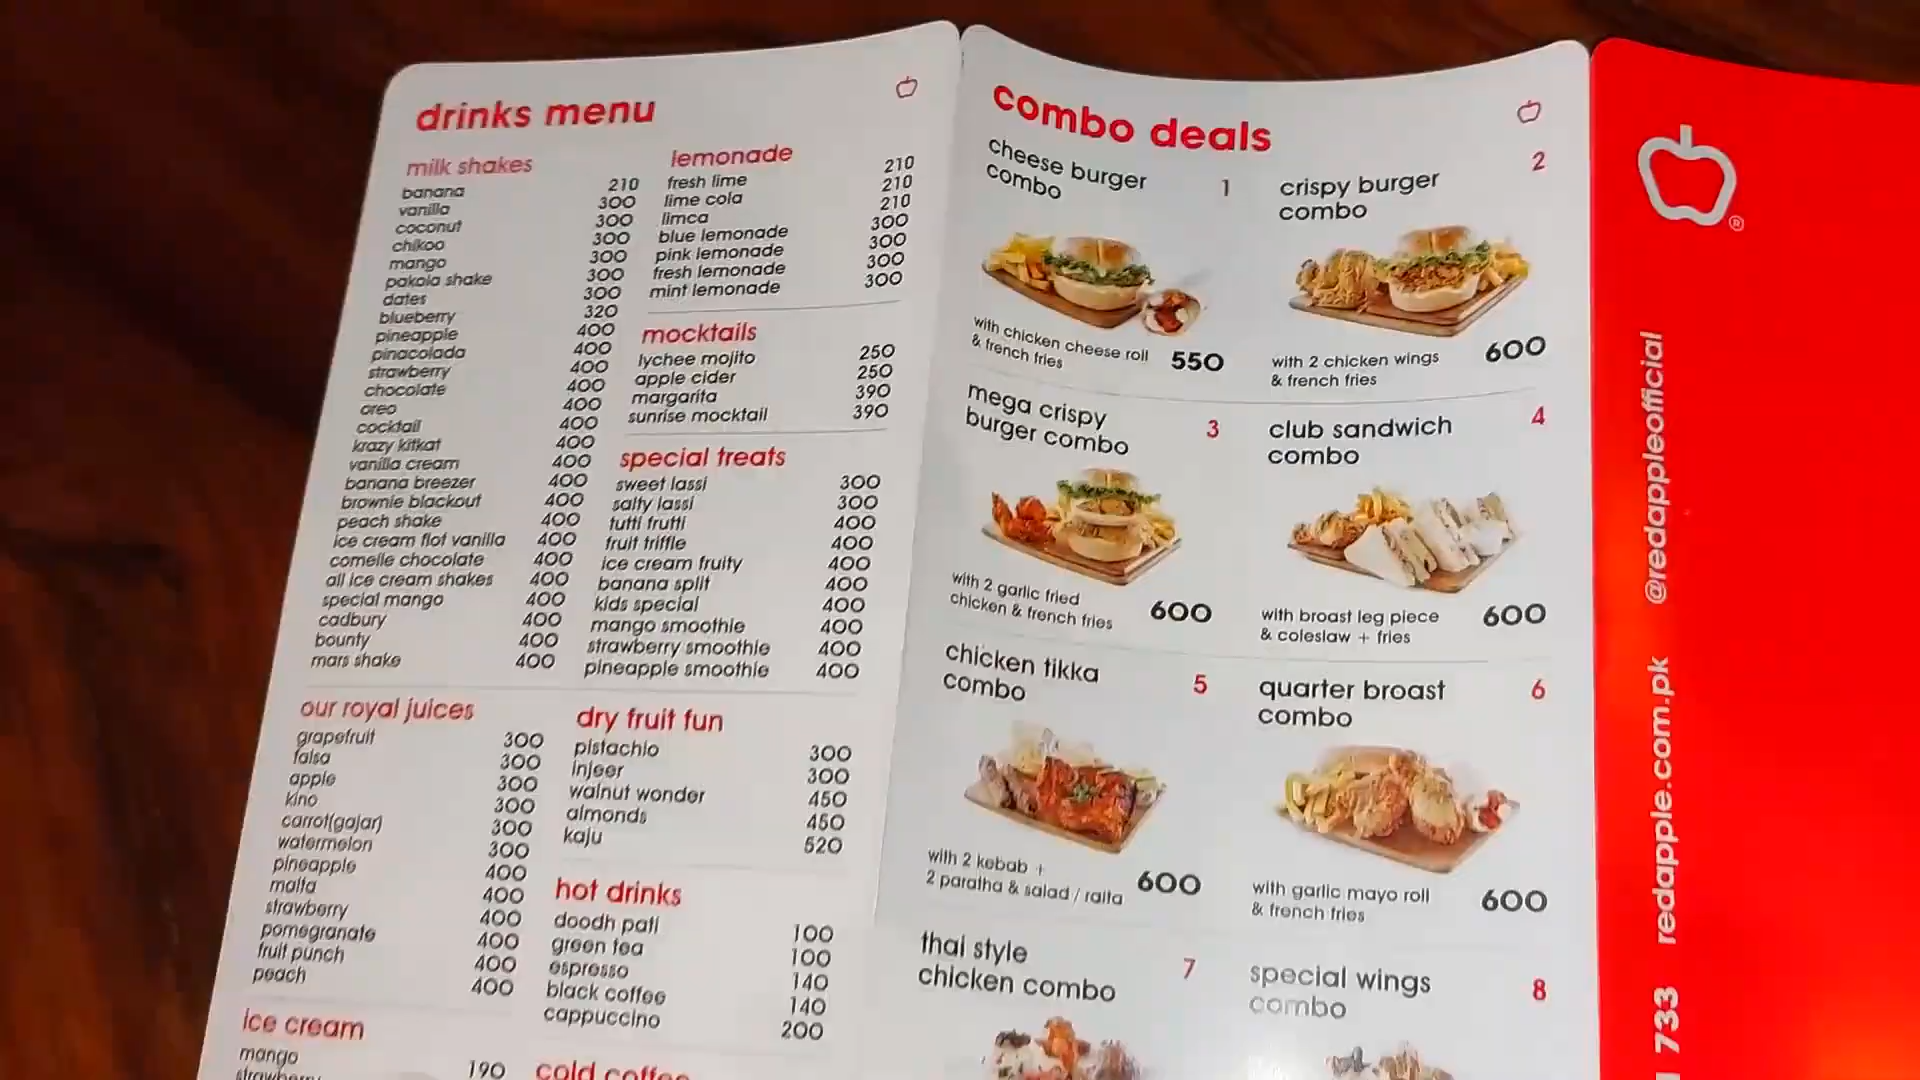 drinks menu
milk shakes
banana 210
vanilla 300
coconut 300
chikoo 300
mango 300
pakola shake 300
dates 300
blueberry 320
pineapple 400
pinacolada 400
strawberry 400
chocolate 400
oreo 400
cocktail 400
krazy kitkat 400
vanilla cream 400
banana breezer 400
brownie blackout 400
peach shake 400
ice cream flot vanilla 400
comelle chocolate 400
all ice cream shakes 400
special mango 400
cadbury 400
bounty 400
mars shake 400
our royal juices
grapefruit 300
falsa 300
apple 300
kino 300
carrot(gajar) 300
watermelon 300
pineapple 400
malta 400
strawberry 400
pomegranate 400
fruit punch 400
peach 400
ice cream
mango 190
strawberry
lemonade
fresh lime 210
lime cola 210
limca 210
blue lemonade 300
pink lemonade 300
fresh lemonade 300
mint lemonade 300
mocktails
lychee mojito 250
apple cider 250
margarita 390
sunrise mocktail 390
special treats
sweet lassi 300
salty lassi 300
tutti frutti 400
fruit triffle 400
ice cream fruity 400
banana split 400
kids special 400
mango smoothie 400
strawberry smoothie 400
pineapple smoothie 400
dry fruit fun
pistachio 300
injeer 300
walnut wonder 450
almonds 450
kaju 520
hot drinks
doodh pati 100
green tea 100
espresso 140
black coffee 140
cappuccino 200
cold coffee
combo deals
cheese burger 1
combo
with chicken cheese roll
& french fries 550
crispy burger 2
combo
with 2 chicken wings
& french fries 600
mega crispy 3
burger combo
with 2 garlic fried
chicken & french fries 600
club sandwich 4
combo
with broast leg piece
& coleslaw + fries 600
chicken tikka 5
combo
with 2 kebab +
2 paratha & salad / raita 600
quarter broast 6
combo
with garlic mayo roll
& french fries 600
thai style 7
chicken combo
special wings 8
combo
®
733 redapple.com.pk @redappleofficial